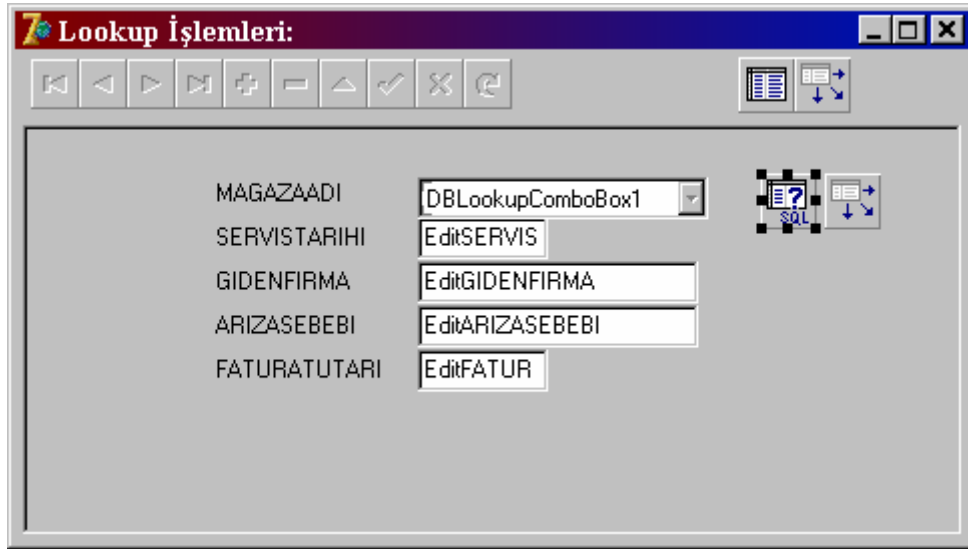 Lookup İşlemleri:
MAGAZAADI DBLookupComboBox1
SERVISTARIHI EditSERVIS
GIDENFIRMA EditGIDENFIRMA
ARIZASEBEBI EditARIZASEBEBI
FATURATUTARI EditFATUR
SQL